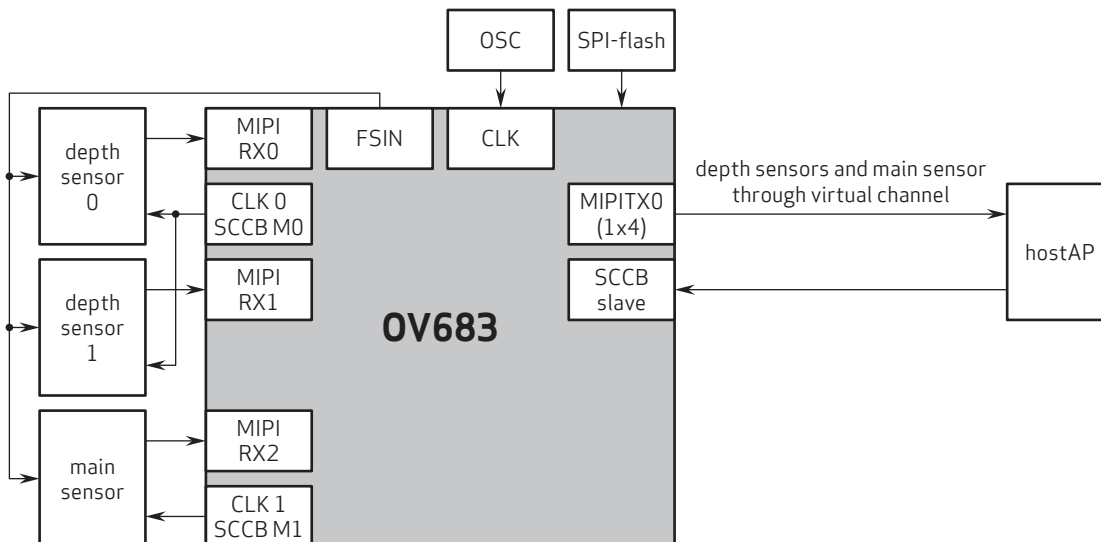 OSC
SPI-flash
depth
sensor
0
MIPI
RX0
FSIN
CLK
CLK 0
SCCB M0
MIPITX0
(1x4)
depth sensors and main sensor
through virtual channel
hostAP
depth
sensor
1
MIPI
RX1
SCCB
slave
OV683
main
sensor
MIPI
RX2
CLK 1
SCCB M1